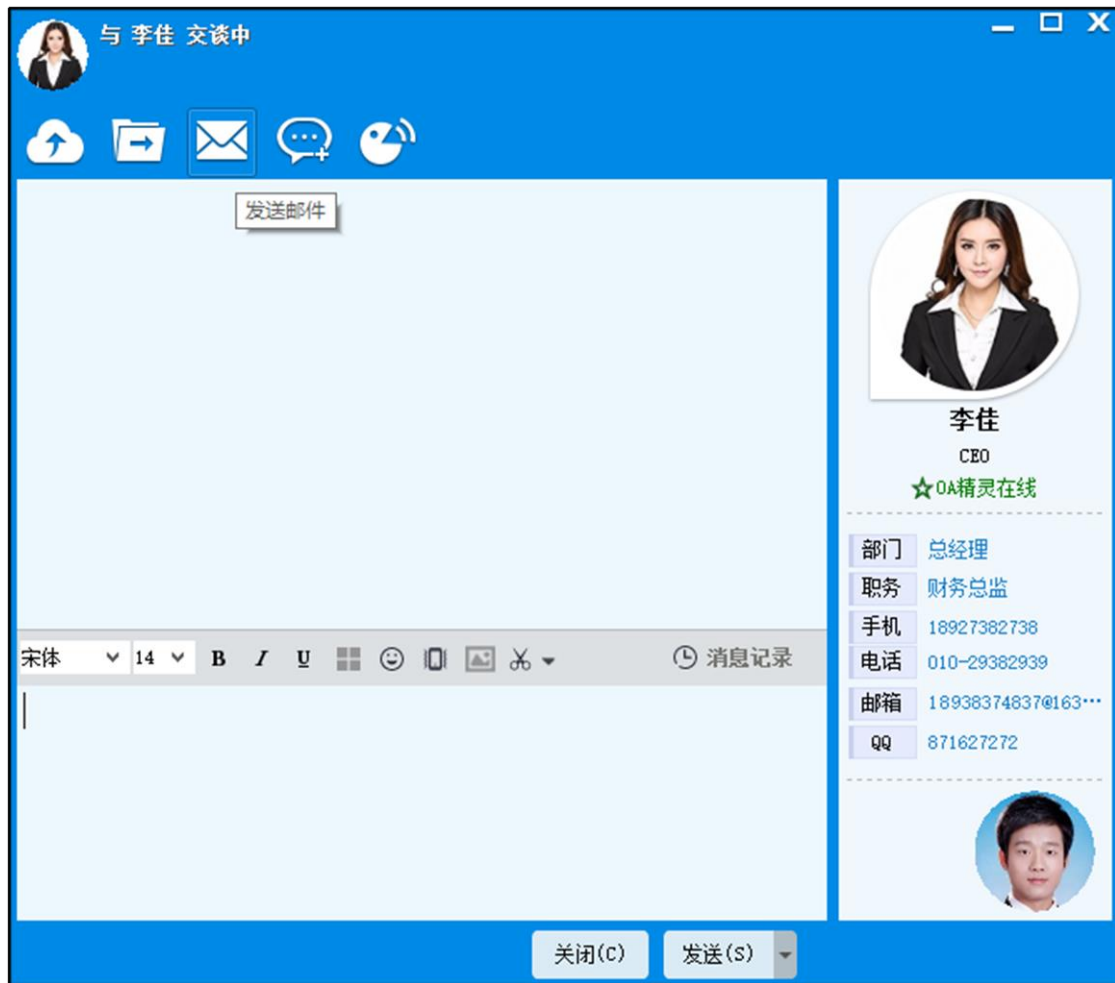 与 李佳 交谈中
发送邮件
李佳
CEO
OA精灵在线
部门 总经理
职务 财务总监
手机 18927382738
电话 010-29382939
邮箱 18938374837@163…
QQ 871627272
宋体 14 B I U 消息记录
关闭(C) 发送(S)